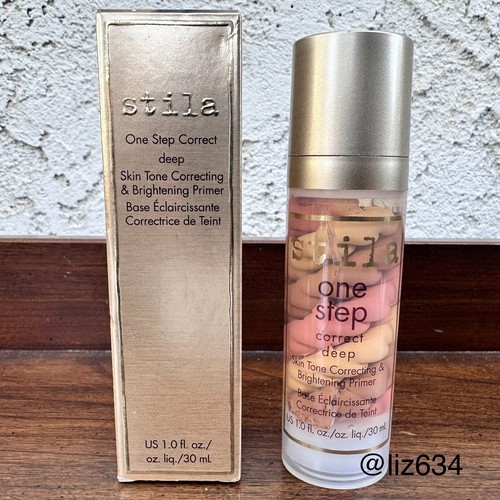 stila
One Step Correct
deep
Skin Tone Correcting
& Brightening Primer
Base Éclaircissante
Correctrice de Teint
US 1.0 fl. oz./
oz. liq./30 mL
stila
one
step
correct
deep
Skin Tone Correcting &
Brightening Primer
Base Éclaircissante
Correctrice de Teint
US 1.0 fl. oz./oz. liq./30 mL
@liz634